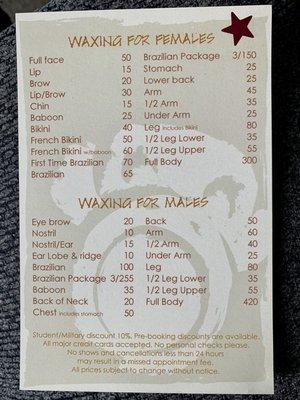 WAXING FOR FEMALES
Full face 50 Brazilian Package 3/150
Lip 15 Stomach 25
Brow 20 Lower back 25
Lip/Brow 30 Arm 45
Chin 15 1/2 Arm 35
Baboon 25 Under Arm 25
Bikini 40 Leg includes Bikini 80
French Bikini 50 1/2 Leg Lower 35
French Bikini w/baboon 60 1/2 Leg Upper 55
First Time Brazilian 70 Full Body 300
Brazilian 65
WAXING FOR MALES
Eye brow 20 Back 50
Nostril 10 Arm 60
Nostril/Ear 15 1/2 Arm 40
Ear Lobe & ridge 10 Under Arm 25
Brazilian 100 Leg 80
Brazilian Package 3/255 1/2 Leg Lower 35
Baboon 35 1/2 Leg Upper 55
Back of Neck 20 Full Body 420
Chest includes stomach 50
Student/Military discount 10%. Pre-booking discounts are available.
All major credit cards accepted. No personal checks please.
No shows and cancellations less than 24 hours
may result in a missed appointment fee.
All prices subject to change without notice.